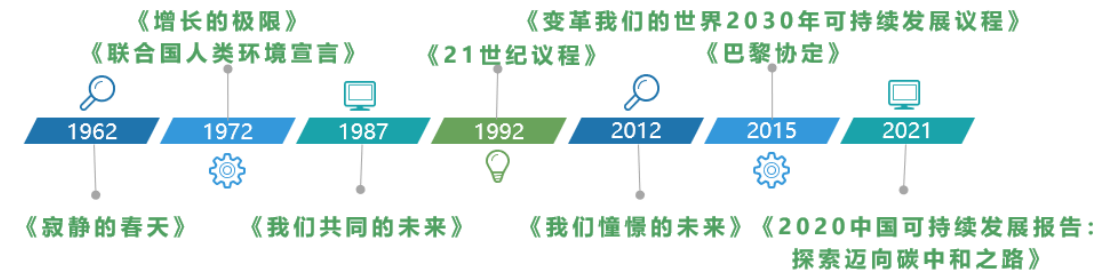 《增长的极限》
《联合国人类环境宣言》
《21世纪议程》
《变革我们的世界2030年可持续发展议程》
《巴黎协定》
1962
1972
1987
1992
2012
2015
2021
《寂静的春天》
《我们共同的未来》
《我们憧憬的未来》
《2020中国可持续发展报告：
探索迈向碳中和之路》